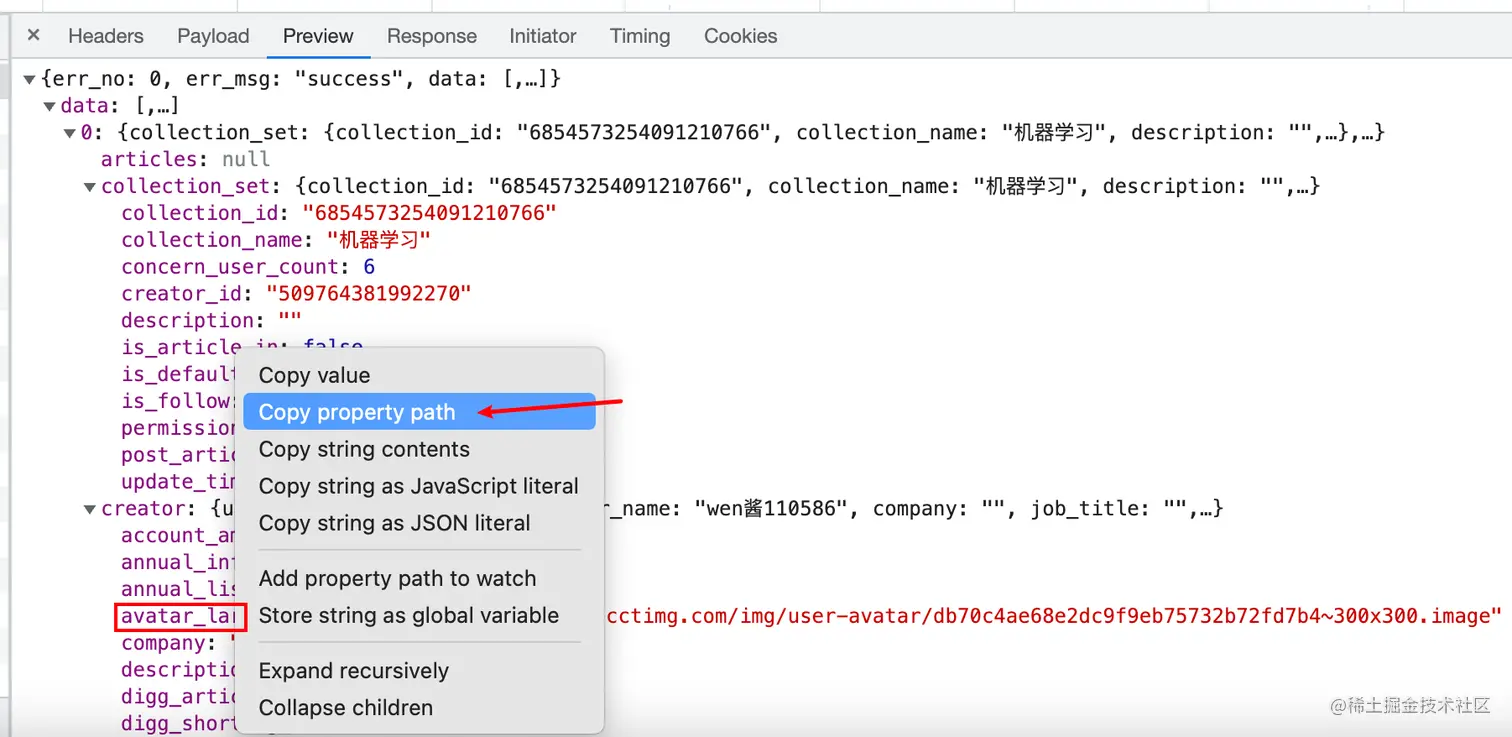 × Headers Payload Preview Response Initiator Timing Cookies
▼{err_no: 0, err_msg: "success", data: [,…]}
▼data: [,…]
▼0: {collection_set: {collection_id: "6854573254091210766", collection_name: "机器学习", description: "",…},…}
articles: null
▼collection_set: {collection_id: "6854573254091210766", collection_name: "机器学习", description: "",…}
collection_id: "6854573254091210766"
collection_name: "机器学习"
concern_user_count: 6
creator_id: "509764381992270"
description: ""
is_article_in: false
is_default
is_follow:
permission
post_artic
update_tim
Copy value
Copy property path
Copy string contents
Copy string as JavaScript literal
Copy string as JSON literal
Add property path to watch
Store string as global variable
Expand recursively
Collapse children
▼creator: {u r_name: "wen酱110586", company: "", job_title: "",…}
account_am
annual_inf
annual_lis
avatar_lar cctimg.com/img/user-avatar/db70c4ae68e2dc9f9eb75732b72fd7b4~300x300.image"
company: "
descriptio
digg_artic
digg_short
@稀土掘金技术社区